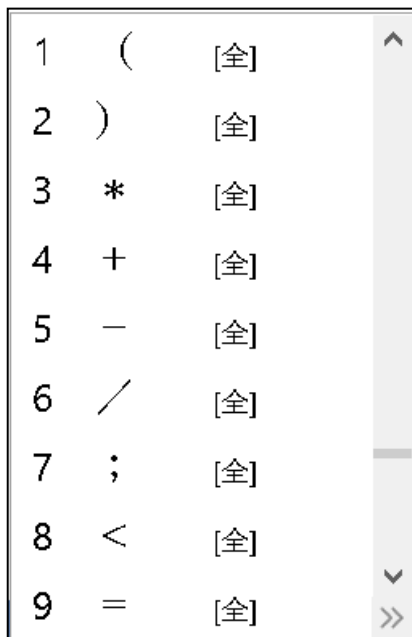 1 （ [全]
2 ） [全]
3 ＊ [全]
4 ＋ [全]
5 － [全]
6 ／ [全]
7 ； [全]
8 ＜ [全]
9 ＝ [全]